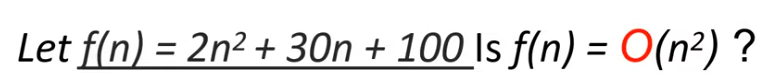 Let f(n) = 2n² + 30n + 100 Is f(n) = O(n²) ?